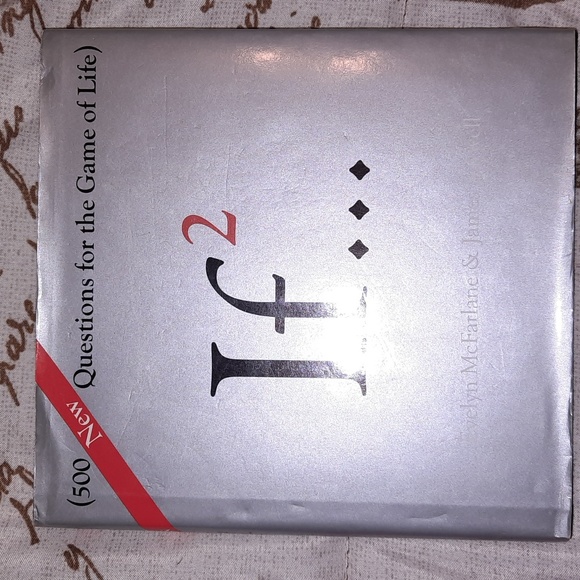 (500 New Questions for the Game of Life)
If²...
McFarlane &